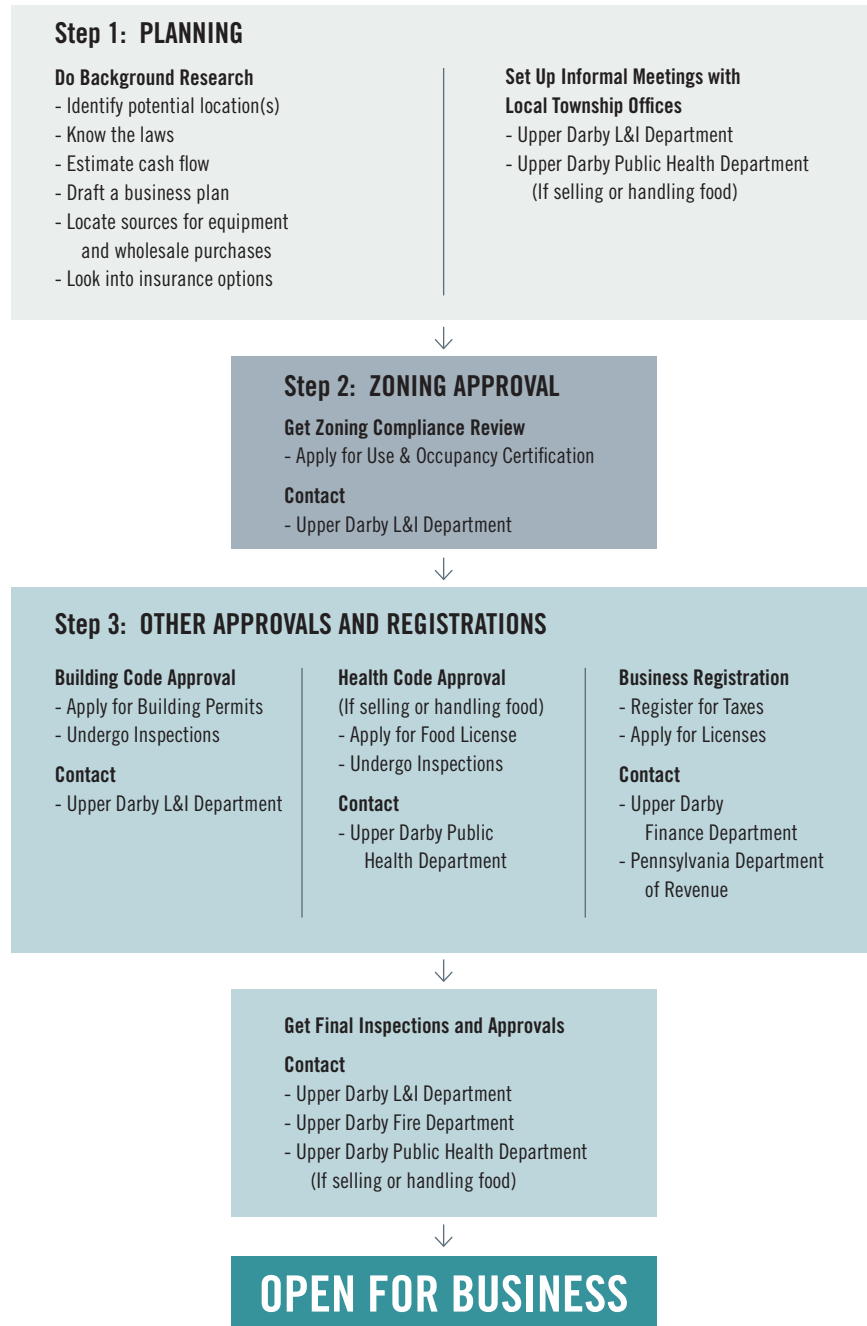 Step 1: PLANNING
Do Background Research
- Identify potential location(s)
- Know the laws
- Estimate cash flow
- Draft a business plan
- Locate sources for equipment
and wholesale purchases
- Look into insurance options
Set Up Informal Meetings with
Local Township Offices
- Upper Darby L&I Department
- Upper Darby Public Health Department
(If selling or handling food)
Step 2: ZONING APPROVAL
Get Zoning Compliance Review
- Apply for Use & Occupancy Certification
Contact
- Upper Darby L&I Department
Step 3: OTHER APPROVALS AND REGISTRATIONS
Building Code Approval
- Apply for Building Permits
- Undergo Inspections
Contact
- Upper Darby L&I Department
Health Code Approval
(If selling or handling food)
- Apply for Food License
- Undergo Inspections
Contact
- Upper Darby Public
Health Department
Business Registration
- Register for Taxes
- Apply for Licenses
Contact
- Upper Darby
Finance Department
- Pennsylvania Department
of Revenue
Get Final Inspections and Approvals
Contact
- Upper Darby L&I Department
- Upper Darby Fire Department
- Upper Darby Public Health Department
(If selling or handling food)
OPEN FOR BUSINESS